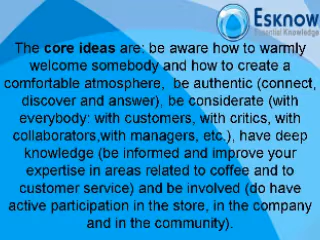 Esknow
Essential Knowledge
The core ideas are: be aware how to warmly
welcome somebody and how to create a
comfortable atmosphere, be authentic (connect,
discover and answer), be considerate (with
everybody: with customers, with critics, with
collaborators,with managers, etc.), have deep
knowledge (be informed and improve your
expertise in areas related to coffee and to
customer service) and be involved (do have
active participation in the store, in the company
and in the community).